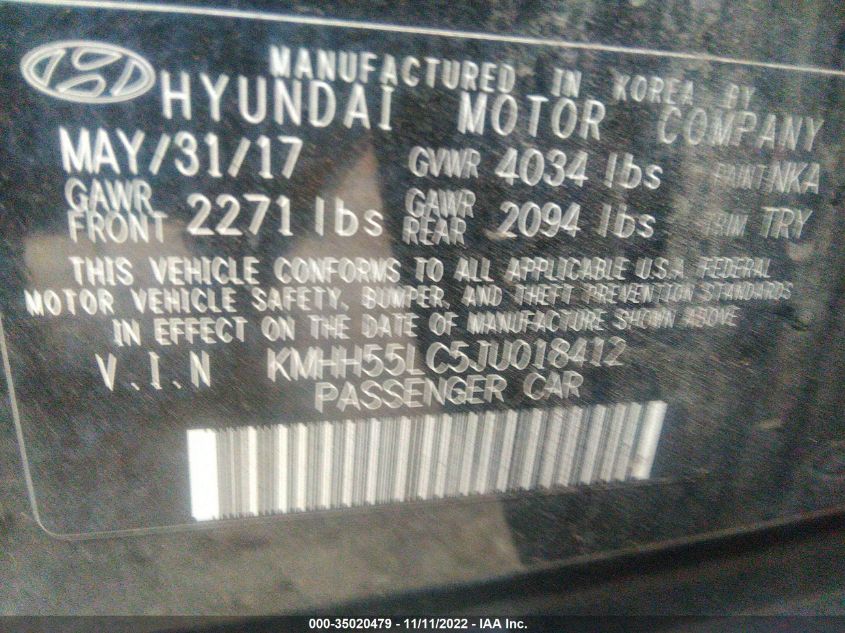 MANUFACTURED IN KOREA BY
HYUNDAI MOTOR COMPANY
MAY/31/17 GVWR 4034 lbs PAINT NKA
GAWR FRONT 2271 lbs GAWR REAR 2094 lbs TRIM TRY
THIS VEHICLE CONFORMS TO ALL APPLICABLE U.S.A. FEDERAL
MOTOR VEHICLE SAFETY, BUMPER, AND THEFT PREVENTION STANDARDS
IN EFFECT ON THE DATE OF MANUFACTURE SHOWN ABOVE
V.I.N KMHH55LC5JU018412
PASSENGER CAR
000-35020479 - 11/11/2022 - IAA Inc.